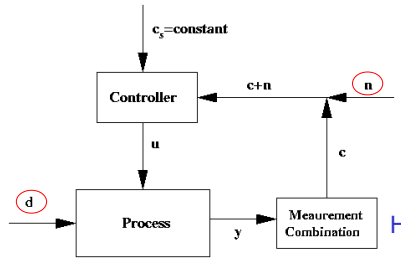 c_s=constant
Controller
c+n
n
u
c
d
Process
y
Meaurement
Combination
H